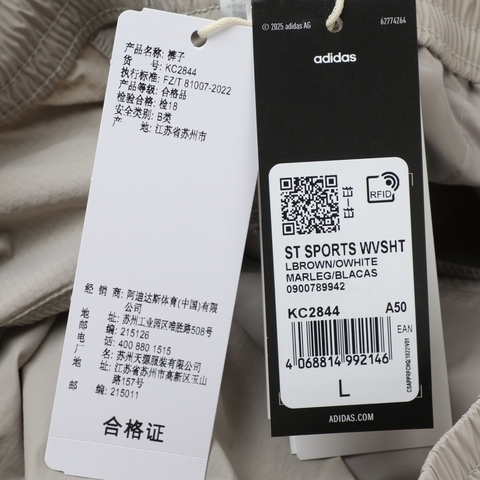 产品名称: 裤子
货 号: KC2844
执行标准: FZ/T 81007-2022
产品等级: 合格品
检验合格: 检18
安全类别: B类
产 地: 江苏省苏州市
经 销 商: 阿迪达斯体育(中国)有限公司
地 址: 苏州工业园区唯胜路508号
邮 编: 215126
电 话: 400 880 1515
厂 名: 苏州天骥服装有限公司
地 址: 江苏省苏州市高新区玉山路157号
邮 编: 215011
合格证
© 2025 adidas AG
62774264
adidas
RFID
ST SPORTS WVSHT
LBROWN/OWHITE
MARLEG/BLACAS
0900789942
KC2844 A50
EAN
4 068814 992146
L
ADIDAS.COM